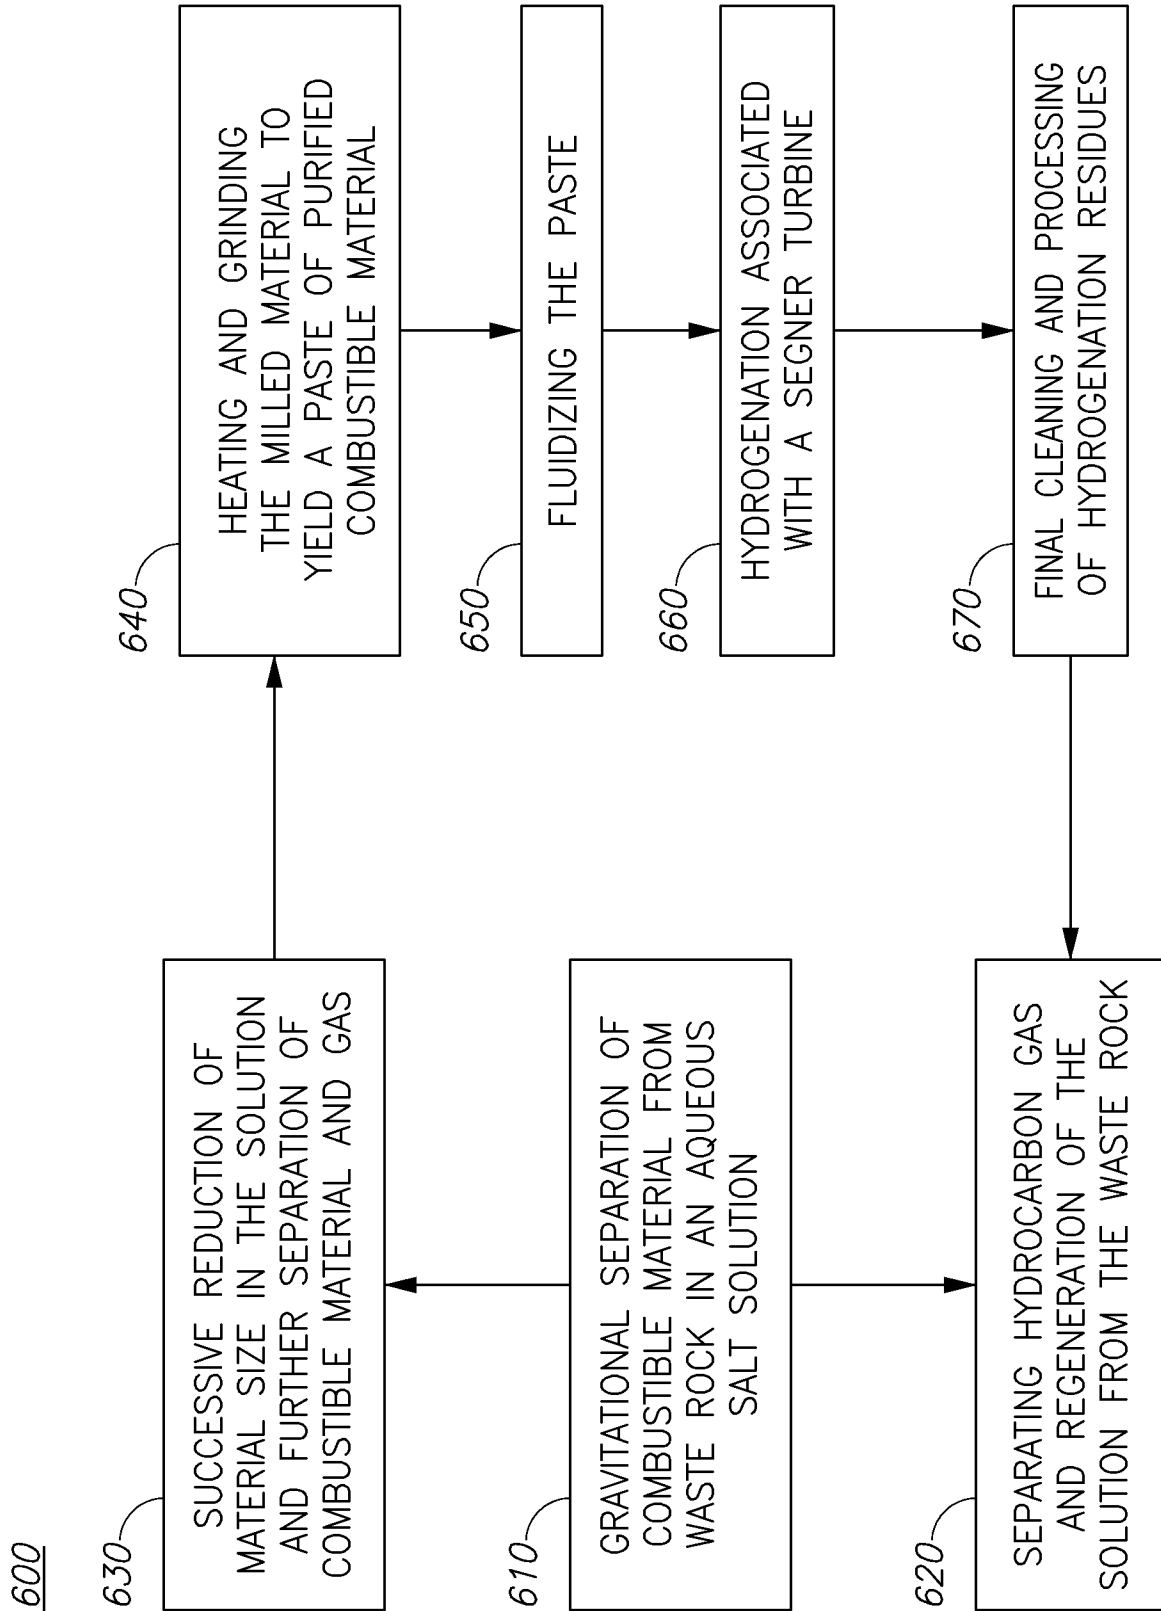 600
630
SUCCESSIVE REDUCTION OF
MATERIAL SIZE IN THE SOLUTION
AND FURTHER SEPARATION OF
COMBUSTIBLE MATERIAL AND GAS
610
GRAVITATIONAL SEPARATION OF
COMBUSTIBLE MATERIAL FROM
WASTE ROCK IN AN AQUEOUS
SALT SOLUTION
620
SEPARATING HYDROCARBON GAS
AND REGENERATION OF THE
SOLUTION FROM THE WASTE ROCK
640
HEATING AND GRINDING
THE MILLED MATERIAL TO
YIELD A PASTE OF PURIFIED
COMBUSTIBLE MATERIAL
650
FLUIDIZING THE PASTE
660
HYDROGENATION ASSOCIATED
WITH A SEGNER TURBINE
670
FINAL CLEANING AND PROCESSING
OF HYDROGENATION RESIDUES